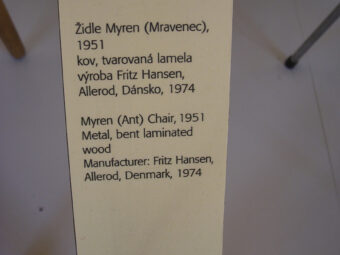 Židle Myren (Mravenec),
1951
kov, tvarovaná lamela
výroba Fritz Hansen,
Allerod, Dánsko, 1974
Myren (Ant) Chair, 1951
Metal, bent laminated
wood
Manufacturer: Fritz Hansen,
Allerod, Denmark, 1974